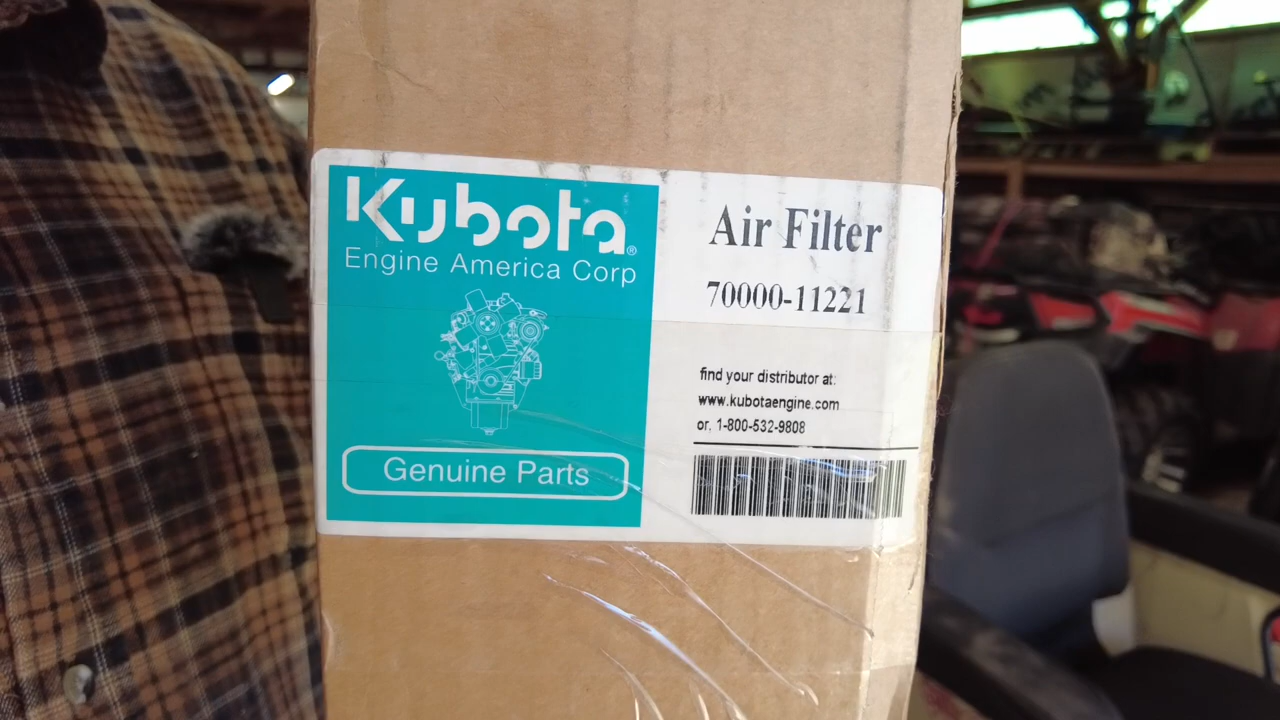 Kubota®
Engine America Corp
Genuine Parts
Air Filter
70000-11221
find your distributor at:
www.kubotaengine.com
or. 1-800-532-9808